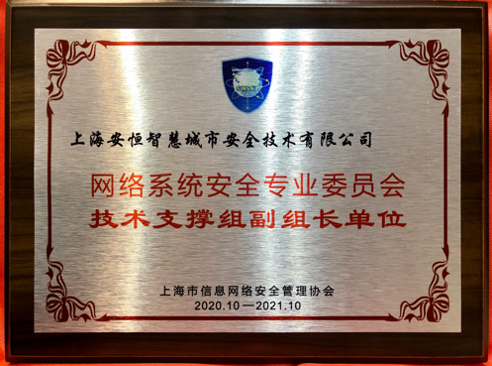 上海安恒智慧城市安全技术有限公司
网络系统安全专业委员会
技术支撑组副组长单位
上海市信息网络安全管理协会
2020.10—2021.10